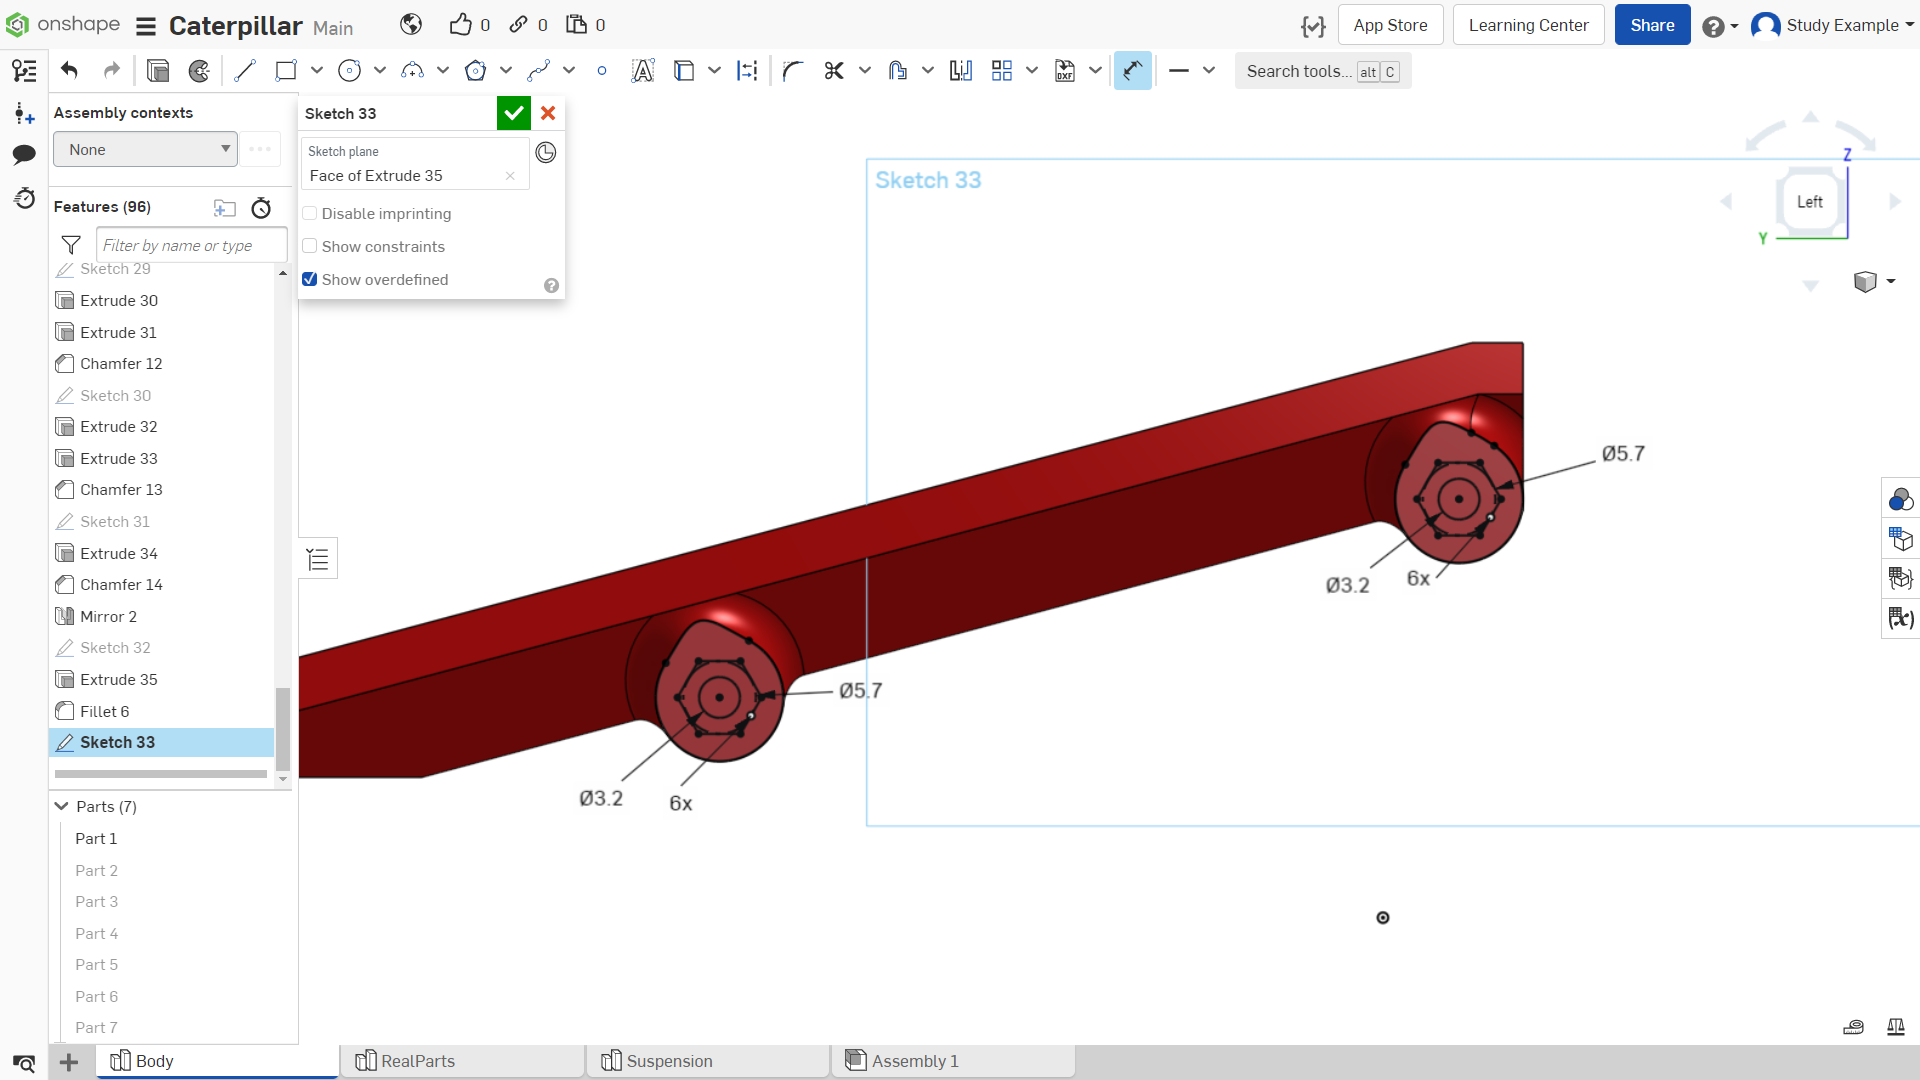 onshape
Caterpillar Main
0
0
0
App Store
Learning Center
Share
Study Example
Search tools... alt C
Assembly contexts
None
Features (96)
Filter by name or type
Sketch 29
Extrude 30
Extrude 31
Chamfer 12
Sketch 30
Extrude 32
Extrude 33
Chamfer 13
Sketch 31
Extrude 34
Chamfer 14
Mirror 2
Sketch 32
Extrude 35
Fillet 6
Sketch 33
Parts (7)
Part 1
Part 2
Part 3
Part 4
Part 5
Part 6
Part 7
Sketch 33
Sketch plane
Face of Extrude 35
Disable imprinting
Show constraints
Show overdefined
Sketch 33
Z
Left
Y
Ø5.7
Ø3.2
6x
Ø5.7
Ø3.2
6x
DXF
A
(x)
Body
RealParts
Suspension
Assembly 1